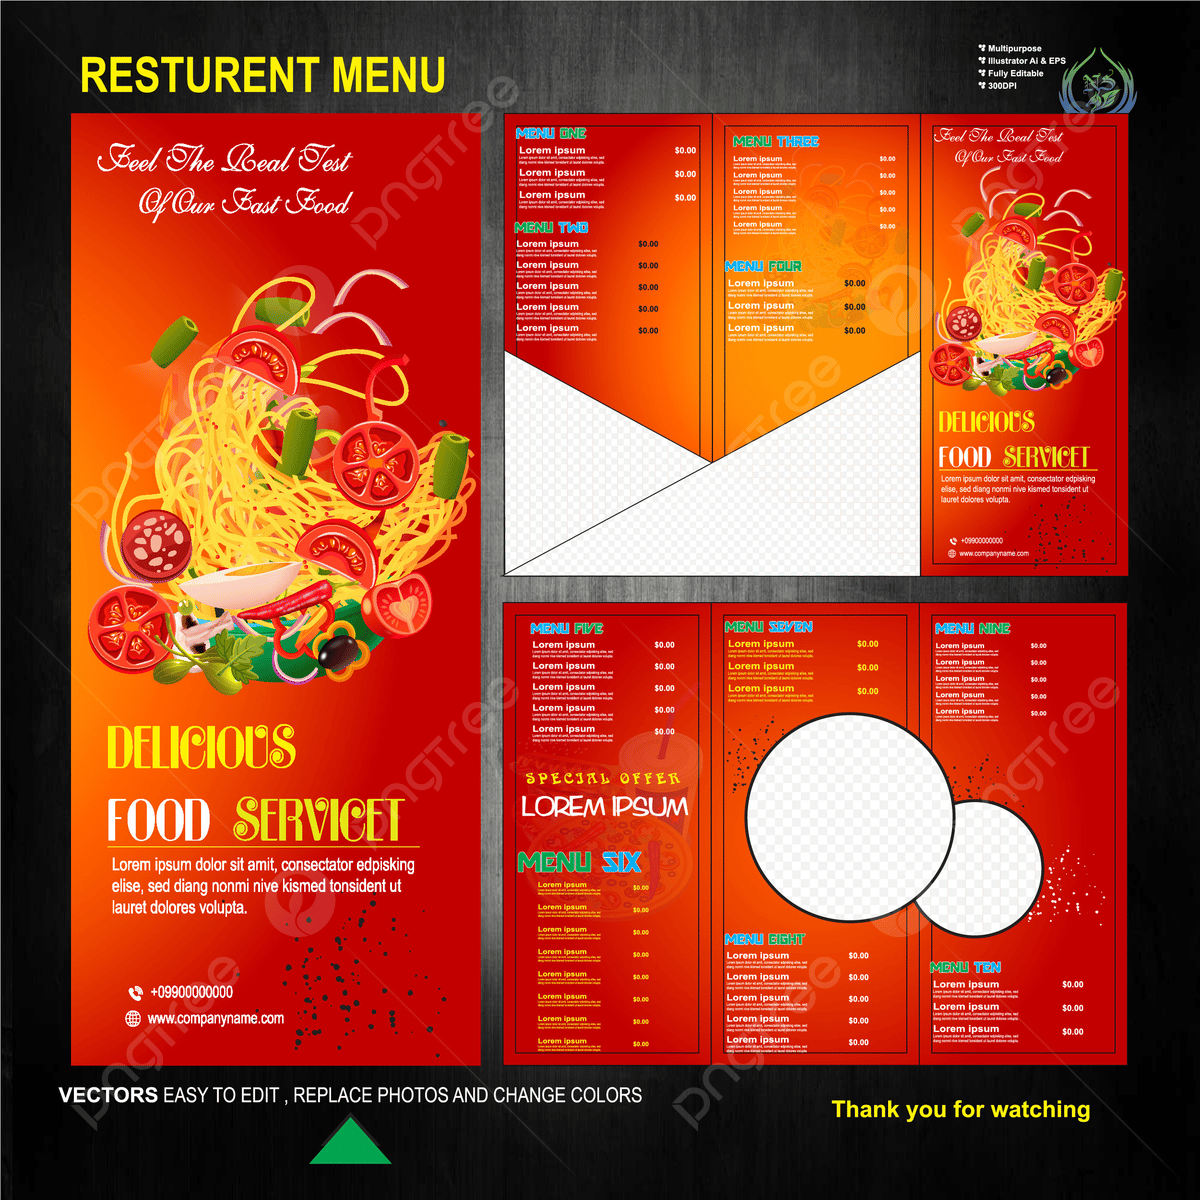 RESTURENT MENU
Multipurpose
Illustrator Ai & EPS
Fully Editable
300DPI
Feel The Real Test
Of Our Fast Food
DELICIOUS
FOOD SERVICET
Lorem ipsum dolor sit amit, consectator edpisking
elise, sed diang nonmi nive kismed tonsident ut
lauret dolores volupta.
+09900000000
www.companyname.com
MENU ONE
Lorem ipsum $0.00
Lorem ipsum $0.00
Lorem ipsum $0.00
MENU TWO
Lorem ipsum $0.00
Lorem ipsum $0.00
Lorem ipsum $0.00
Lorem ipsum $0.00
Lorem ipsum $0.00
MENU THREE
Lorem ipsum $0.00
Lorem ipsum $0.00
Lorem ipsum $0.00
Lorem ipsum $0.00
Lorem ipsum $0.00
MENU FOUR
Lorem ipsum $0.00
Lorem ipsum $0.00
Lorem ipsum $0.00
Feel The Real Test
Of Our Fast Food
DELICIOUS
FOOD SERVICET
Lorem ipsum dolor sit amit, consectator edpisking
elise, sed diang nonmi nive kismed tonsident ut
lauret dolores volupta.
+09900000000
www.companyname.com
MENU FIVE
Lorem ipsum $0.00
Lorem ipsum $0.00
Lorem ipsum $0.00
Lorem ipsum $0.00
Lorem ipsum $0.00
SPECIAL OFFER
LOREM IPSUM
MENU SIX
Lorem ipsum $0.00
Lorem ipsum $0.00
Lorem ipsum $0.00
Lorem ipsum $0.00
Lorem ipsum $0.00
Lorem ipsum $0.00
Lorem ipsum $0.00
Lorem ipsum $0.00
MENU SEVEN
Lorem ipsum $0.00
Lorem ipsum $0.00
Lorem ipsum $0.00
MENU EIGHT
Lorem ipsum $0.00
Lorem ipsum $0.00
Lorem ipsum $0.00
Lorem ipsum $0.00
Lorem ipsum $0.00
MENU NINE
Lorem ipsum $0.00
Lorem ipsum $0.00
Lorem ipsum $0.00
Lorem ipsum $0.00
Lorem ipsum $0.00
MENU TEN
Lorem ipsum $0.00
Lorem ipsum $0.00
Lorem ipsum $0.00
VECTORS EASY TO EDIT , REPLACE PHOTOS AND CHANGE COLORS
Thank you for watching
pngtree